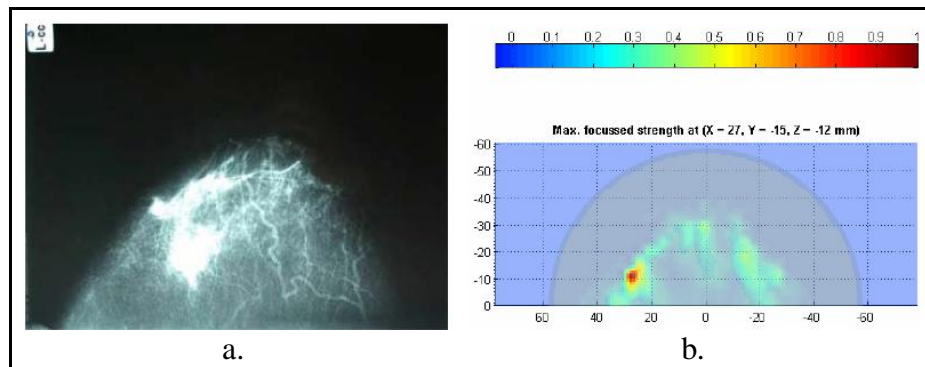 L-CC
0 0.1 0.2 0.3 0.4 0.5 0.6 0.7 0.8 0.9 1
Max. focussed strength at (X = 27, Y = -15, Z = -12 mm)
-60
-50
-40
-30
-20
-10
0
60 40 20 0 -20 -40 -60
a. b.